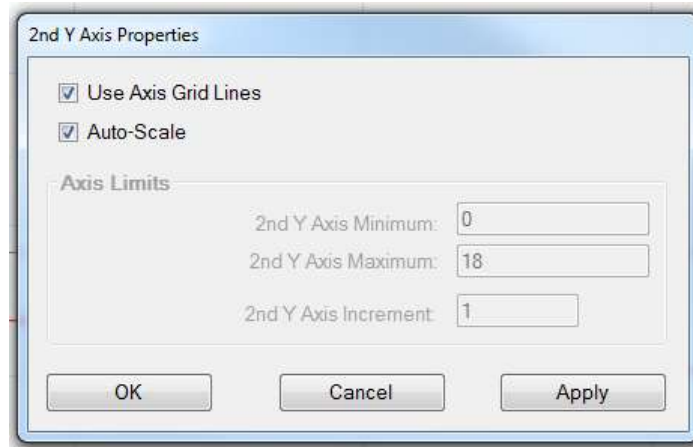 2nd Y Axis Properties
Use Axis Grid Lines
Auto-Scale
Axis Limits
2nd Y Axis Minimum: 0
2nd Y Axis Maximum: 18
2nd Y Axis Increment: 1
OK Cancel Apply